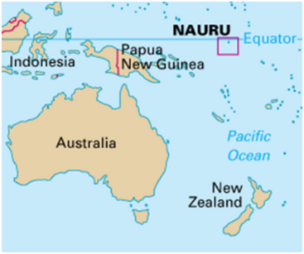 NAURU
Equator
Indonesia
Papua
New Guinea
Australia
Pacific
Ocean
New
Zealand